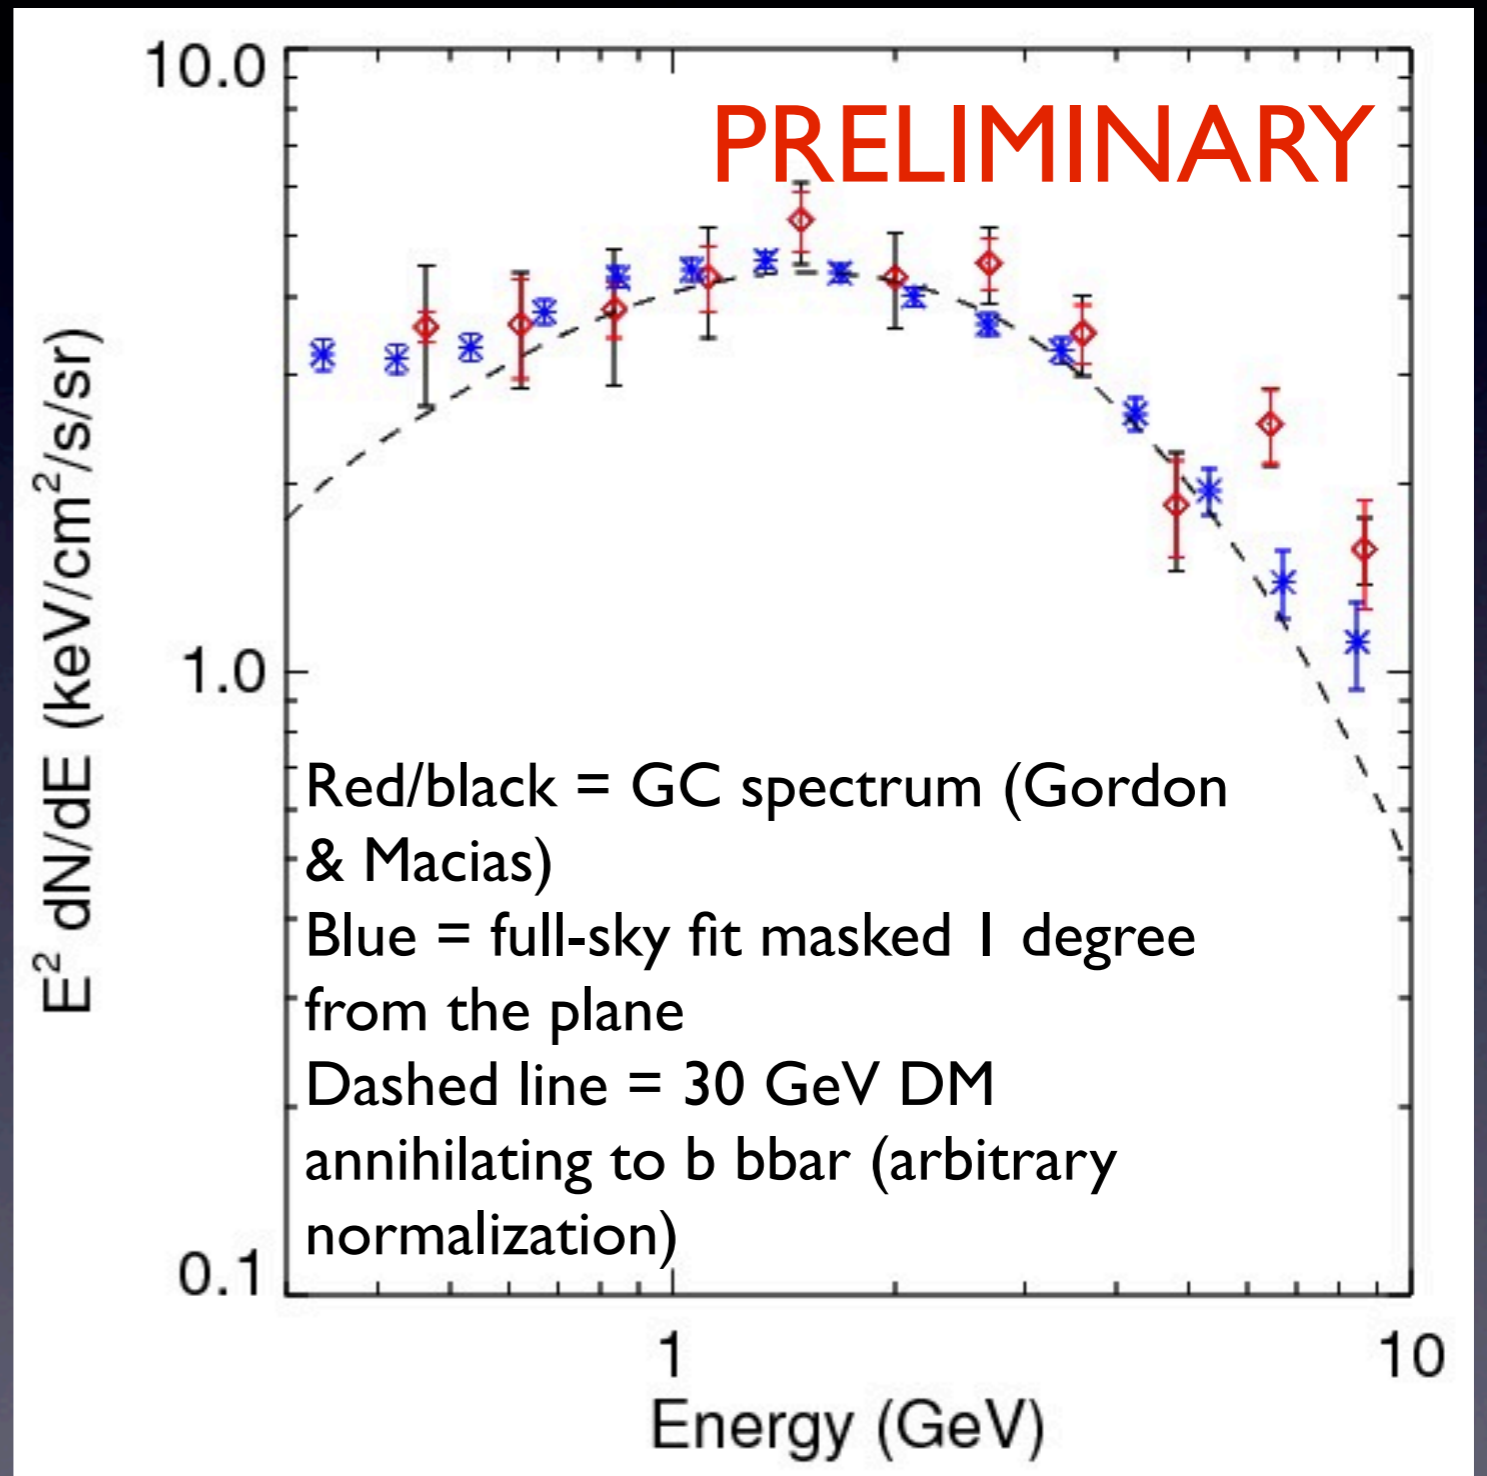 10.0
PRELIMINARY
E² dN/dE (keV/cm²/s/sr)
1.0
Red/black = GC spectrum (Gordon
& Macias)
Blue = full-sky fit masked 1 degree
from the plane
Dashed line = 30 GeV DM
annihilating to b bbar (arbitrary
normalization)
0.1
1 10
Energy (GeV)